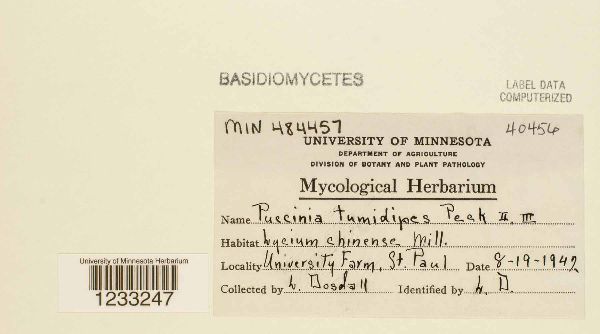 BASIDIOMYCETES
LABEL DATA
COMPUTERIZED
MIN 484457
40456
UNIVERSITY OF MINNESOTA
DEPARTMENT OF AGRICULTURE
DIVISION OF BOTANY AND PLANT PATHOLOGY
Mycological Herbarium
Name Puccinia tumidipes Peck II, III
Habitat Lycium chinense Mill.
Locality University Farm, St Paul Date 8-19-1942
Collected by L. Dosdall Identified by L. D.
University of Minnesota Herbarium
1233247